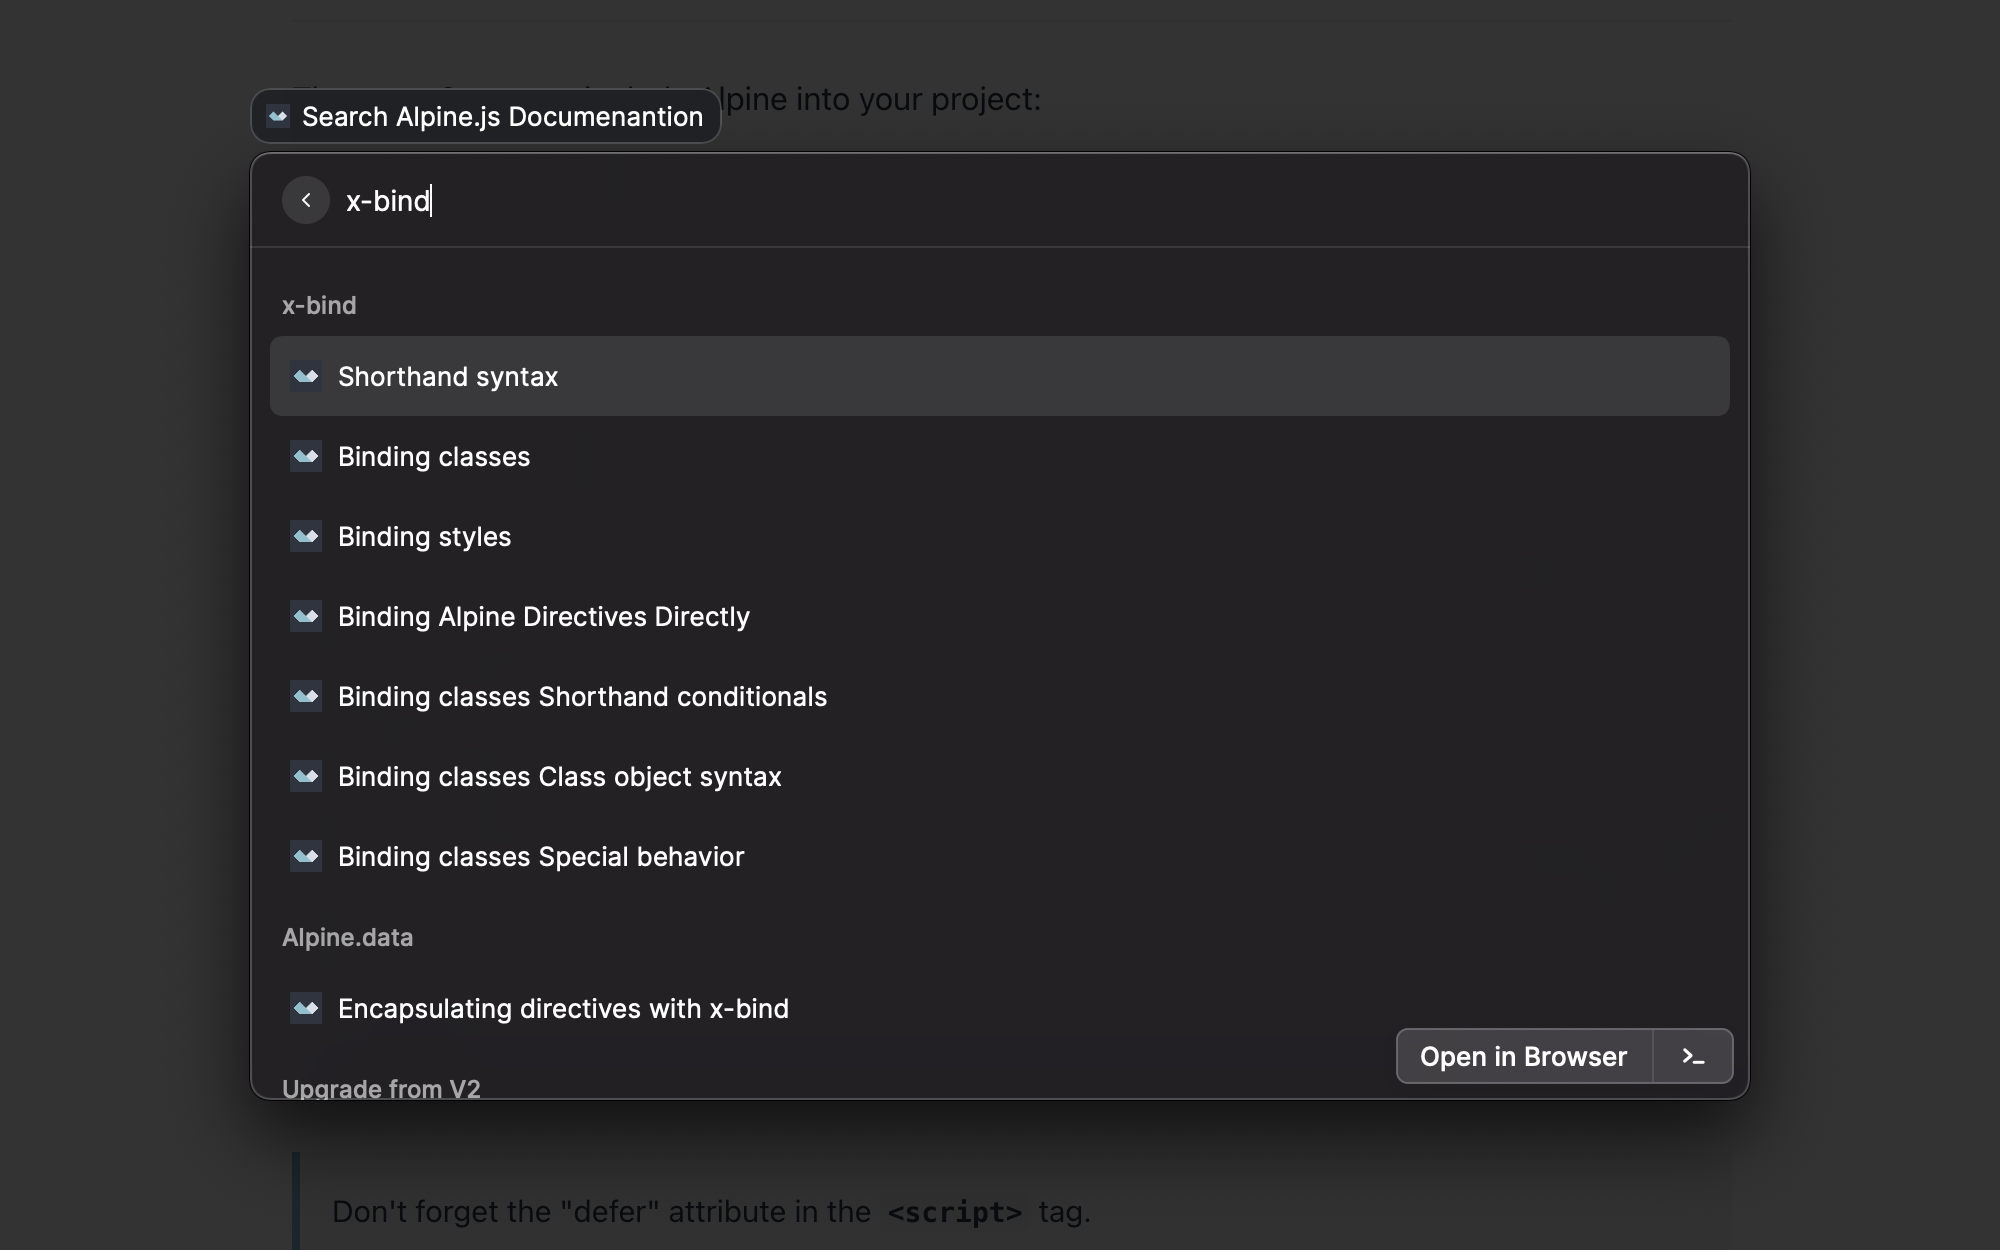 Alpine into your project:
Search Alpine.js Documenantion
x-bind
x-bind
Shorthand syntax
Binding classes
Binding styles
Binding Alpine Directives Directly
Binding classes Shorthand conditionals
Binding classes Class object syntax
Binding classes Special behavior
Alpine.data
Encapsulating directives with x-bind
Open in Browser >_
Upgrade from V2
Don't forget the "defer" attribute in the <script> tag.